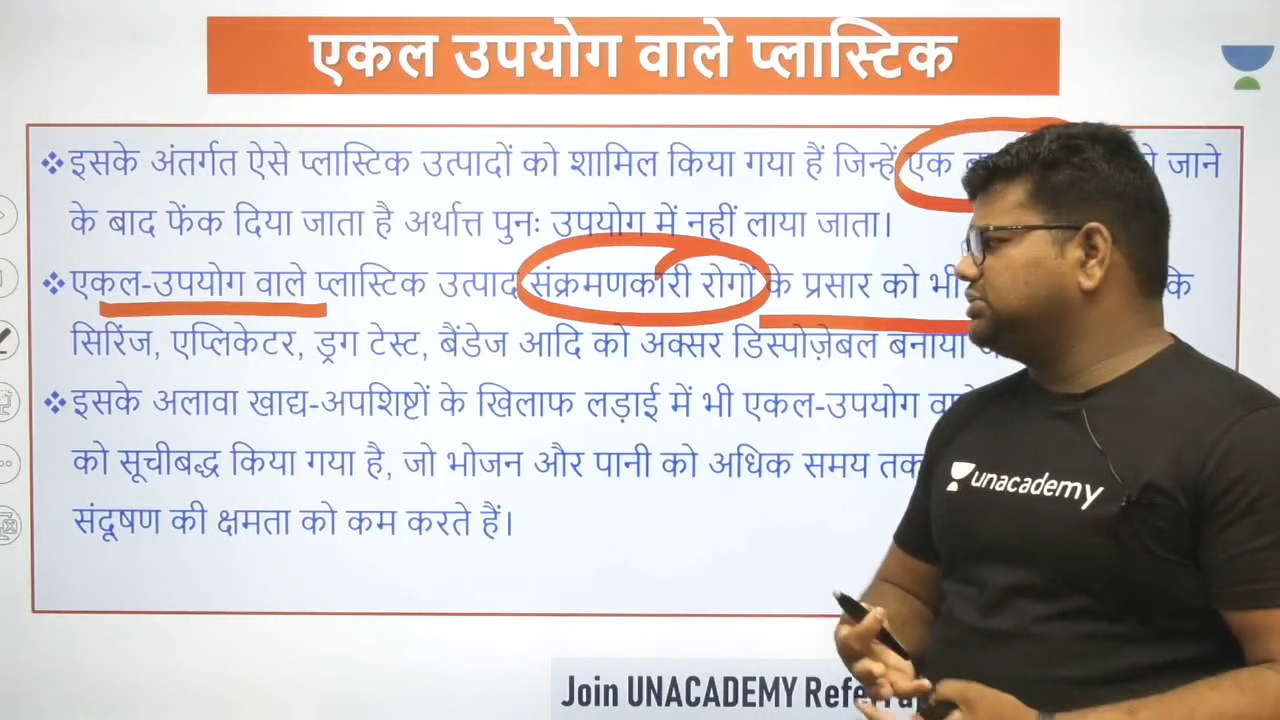 एकल उपयोग वाले प्लास्टिक
इसके अंतर्गत ऐसे प्लास्टिक उत्पादों को शामिल किया गया हैं जिन्हें एक जाने
के बाद फेंक दिया जाता है अर्थात्त पुनः उपयोग में नहीं लाया जाता।
एकल-उपयोग वाले प्लास्टिक उत्पाद संक्रमणकारी रोगों के प्रसार को भी कि
सिरिंज, एप्लिकेटर, ड्रग टेस्ट, बैंडेज आदि को अक्सर डिस्पोज़ेबल बनाया
इसके अलावा खाद्य-अपशिष्टों के खिलाफ लड़ाई में भी एकल-उपयोग
को सूचीबद्ध किया गया है, जो भोजन और पानी को अधिक समय तक
संदूषण की क्षमता को कम करते हैं।
unacademy
Join UNACADEMY